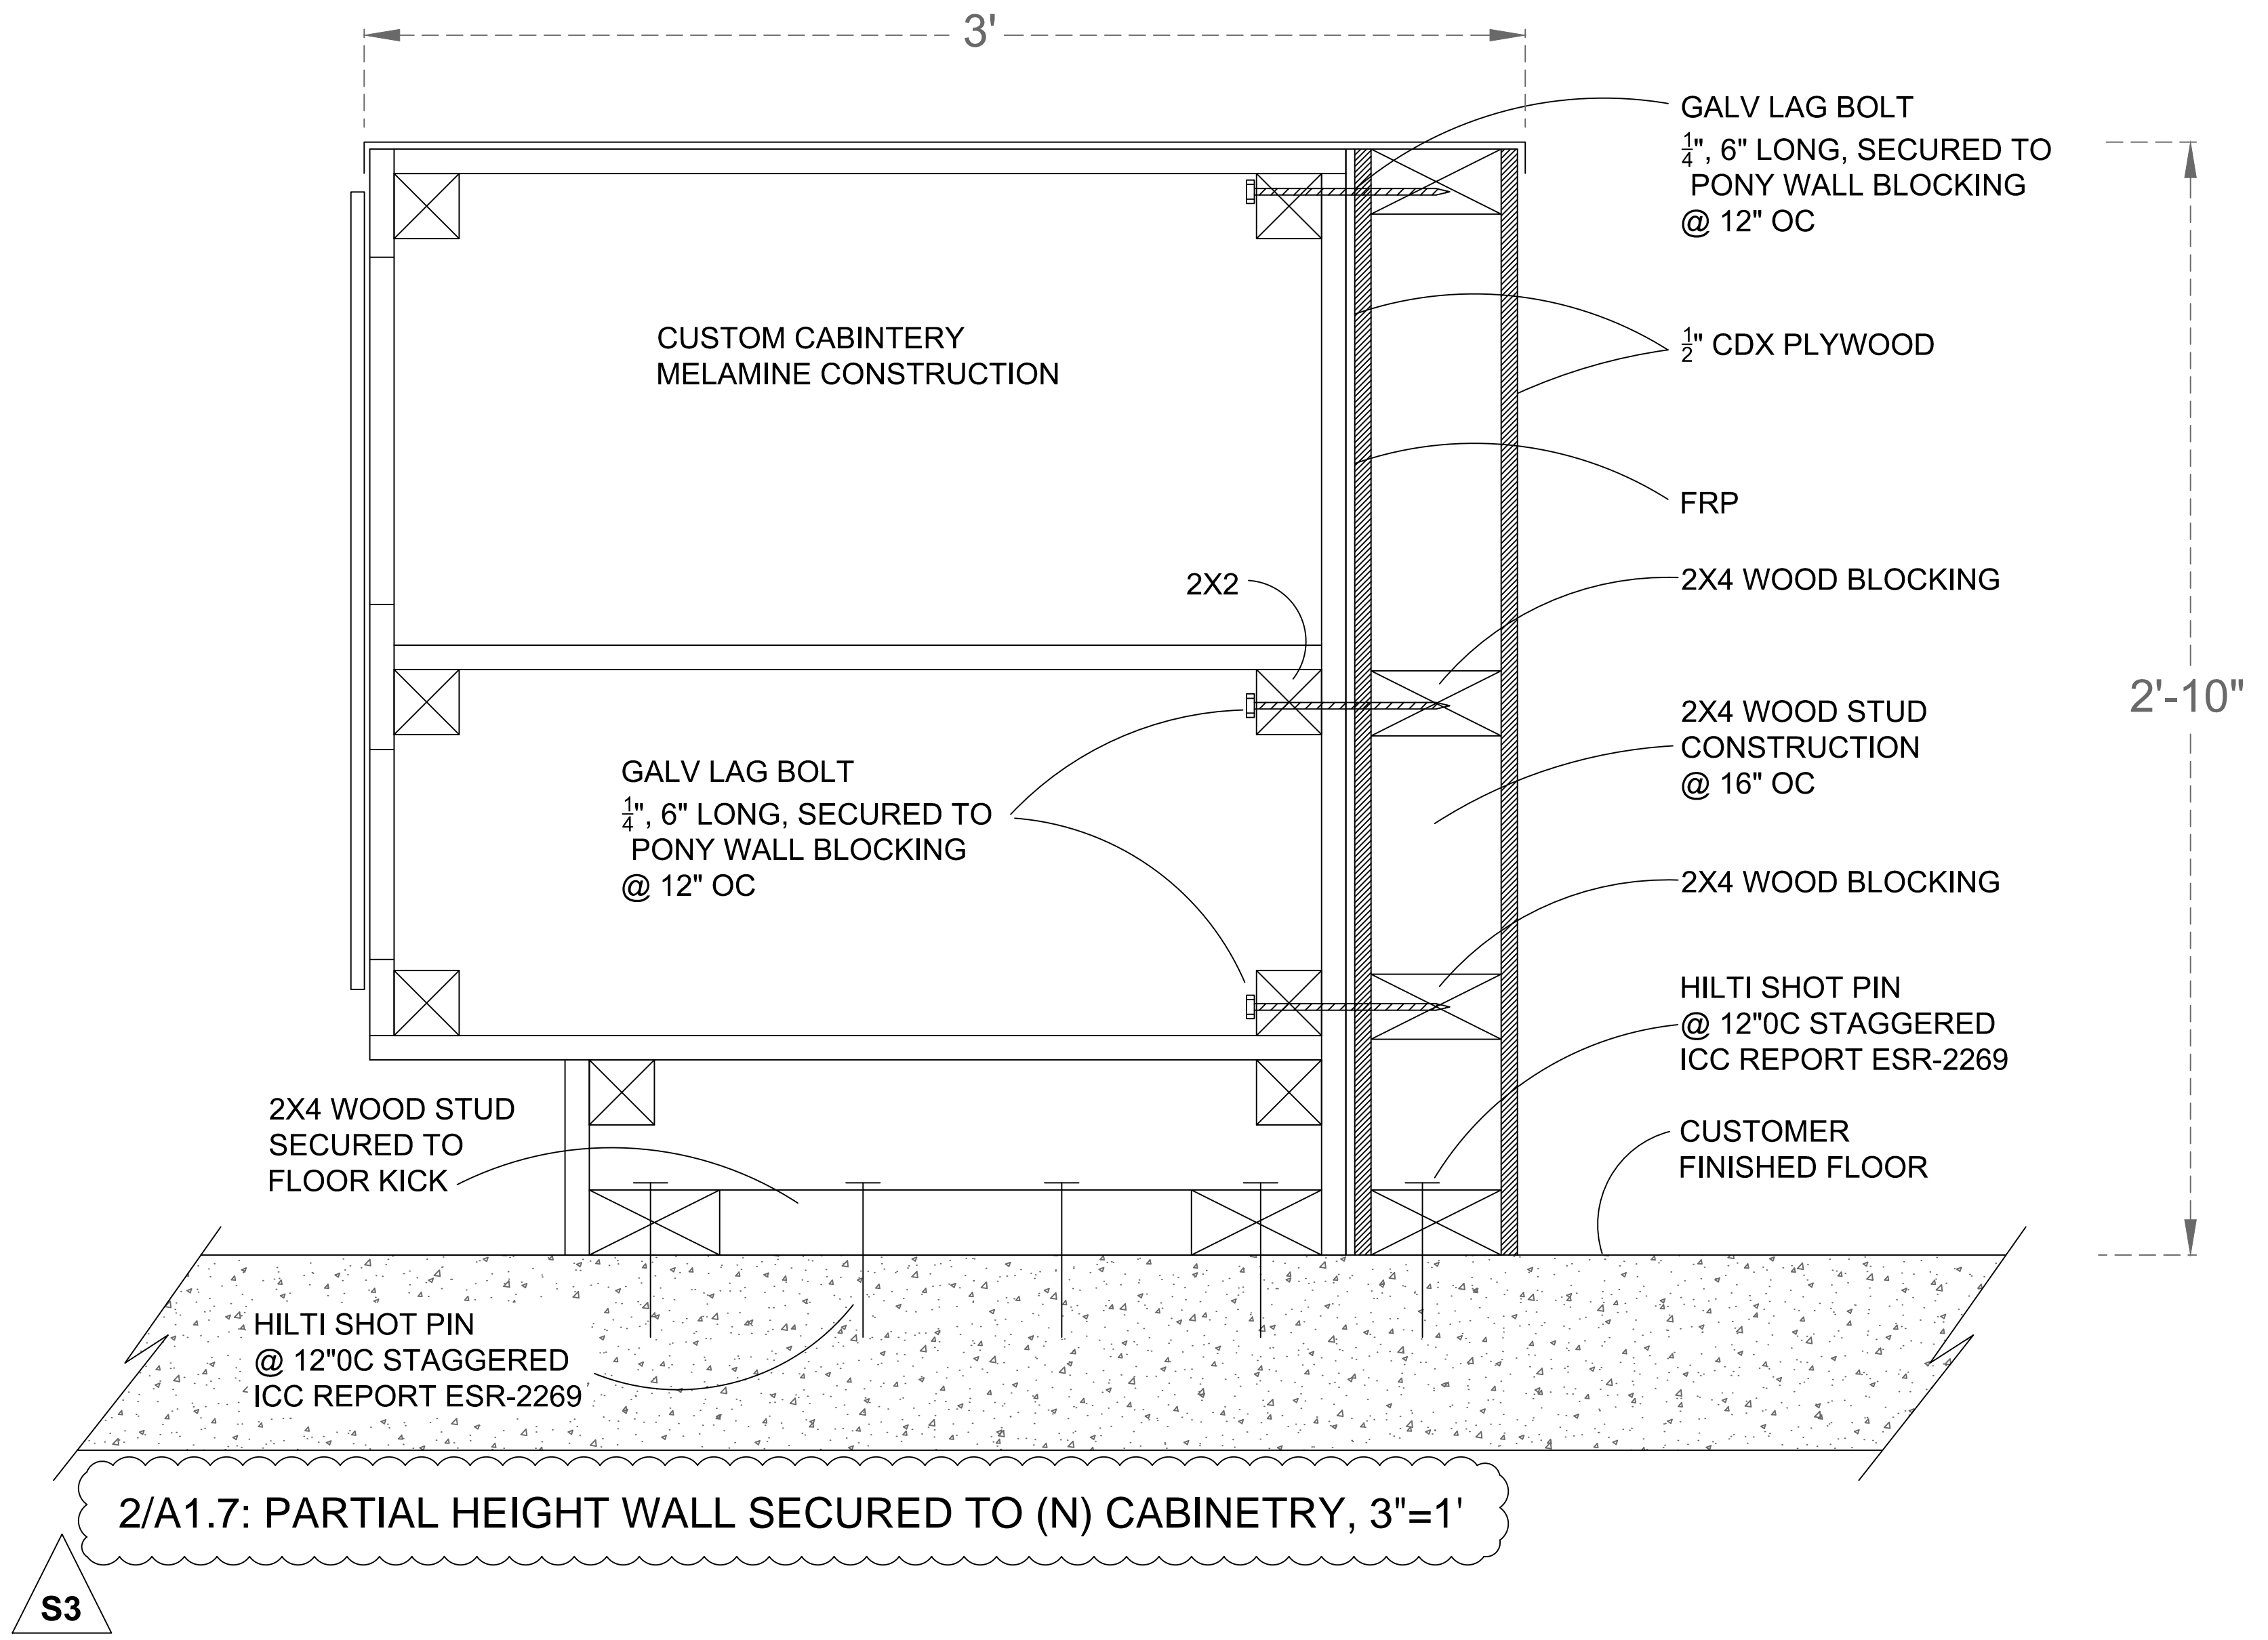 3'
GALV LAG BOLT
1/4", 6" LONG, SECURED TO
PONY WALL BLOCKING
@ 12" OC
CUSTOM CABINTERY
MELAMINE CONSTRUCTION
1/2" CDX PLYWOOD
FRP
2X2
2X4 WOOD BLOCKING
2'-10"
2X4 WOOD STUD
CONSTRUCTION
@ 16" OC
GALV LAG BOLT
1/4", 6" LONG, SECURED TO
PONY WALL BLOCKING
@ 12" OC
2X4 WOOD BLOCKING
HILTI SHOT PIN
@ 12"0C STAGGERED
ICC REPORT ESR-2269
2X4 WOOD STUD
SECURED TO
FLOOR KICK
CUSTOMER
FINISHED FLOOR
HILTI SHOT PIN
@ 12"0C STAGGERED
ICC REPORT ESR-2269
2/A1.7: PARTIAL HEIGHT WALL SECURED TO (N) CABINETRY, 3"=1'
S3